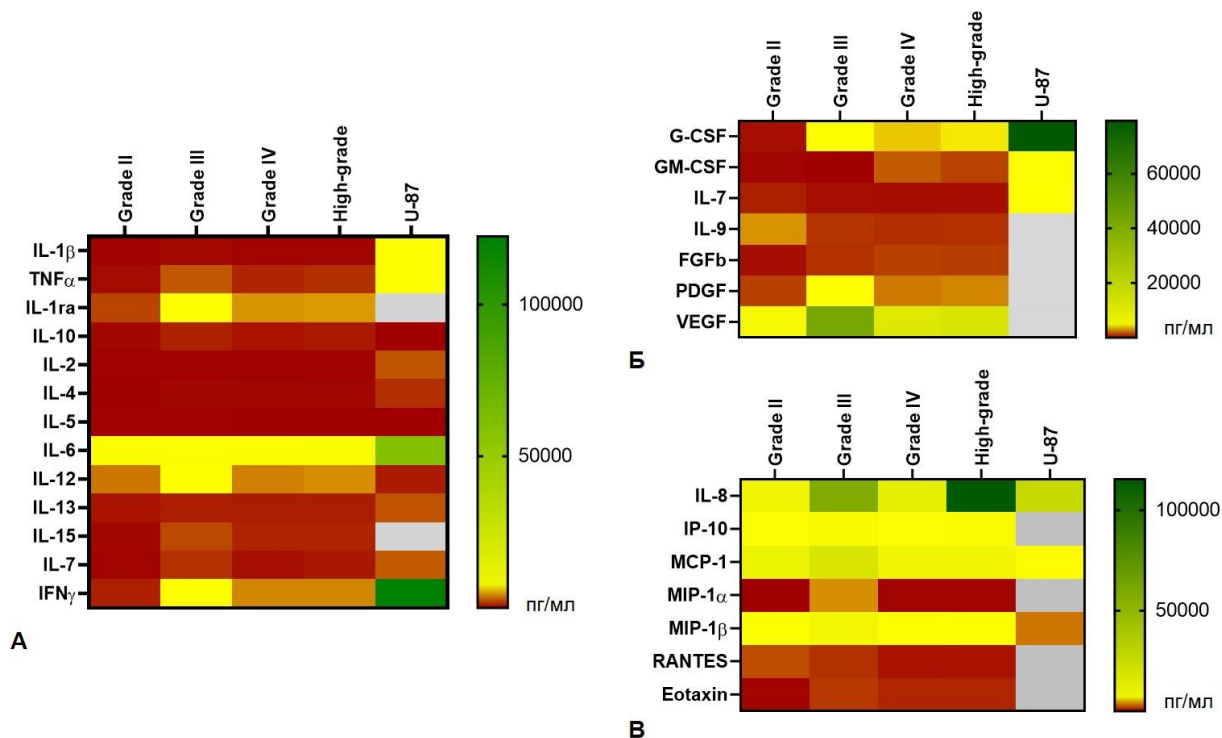 Grade II
Grade III
Grade IV
High-grade
U-87
IL-1β
TNFα
IL-1ra
IL-10
IL-2
IL-4
IL-5
IL-6
IL-12
IL-13
IL-15
IL-7
IFNγ
100000
50000
пг/мл
А
Grade II
Grade III
Grade IV
High-grade
U-87
G-CSF
GM-CSF
IL-7
IL-9
FGFb
PDGF
VEGF
60000
40000
20000
пг/мл
Б
Grade II
Grade III
Grade IV
High-grade
U-87
IL-8
IP-10
MCP-1
MIP-1α
MIP-1β
RANTES
Eotaxin
100000
50000
пг/мл
В